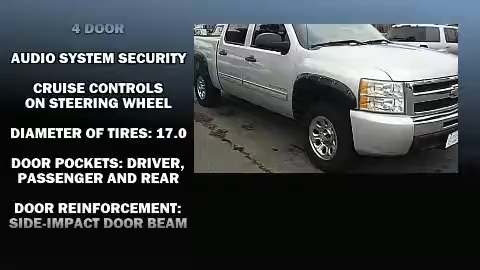 4 DOOR
AUDIO SYSTEM SECURITY
CRUISE CONTROLS
ON STEERING WHEEL
DIAMETER OF TIRES: 17.0
DOOR POCKETS: DRIVER,
PASSENGER AND REAR
DOOR REINFORCEMENT:
SIDE-IMPACT DOOR BEAM